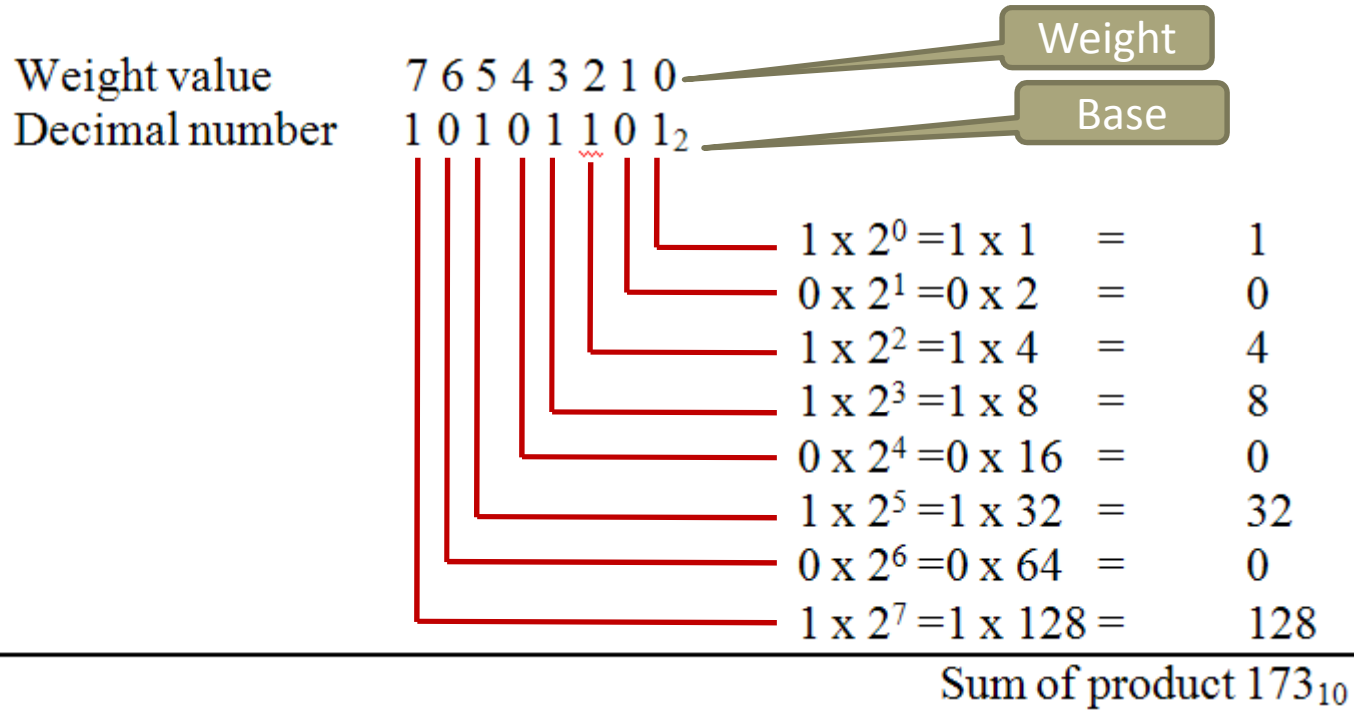 Weight
Weight value 7 6 5 4 3 2 1 0
Base
Decimal number 1 0 1 0 1 1 0 1₂
1 x 2⁰ =1 x 1 = 1
0 x 2¹ =0 x 2 = 0
1 x 2² =1 x 4 = 4
1 x 2³ =1 x 8 = 8
0 x 2⁴ =0 x 16 = 0
1 x 2⁵ =1 x 32 = 32
0 x 2⁶ =0 x 64 = 0
1 x 2⁷ =1 x 128 = 128
Sum of product 173₁₀